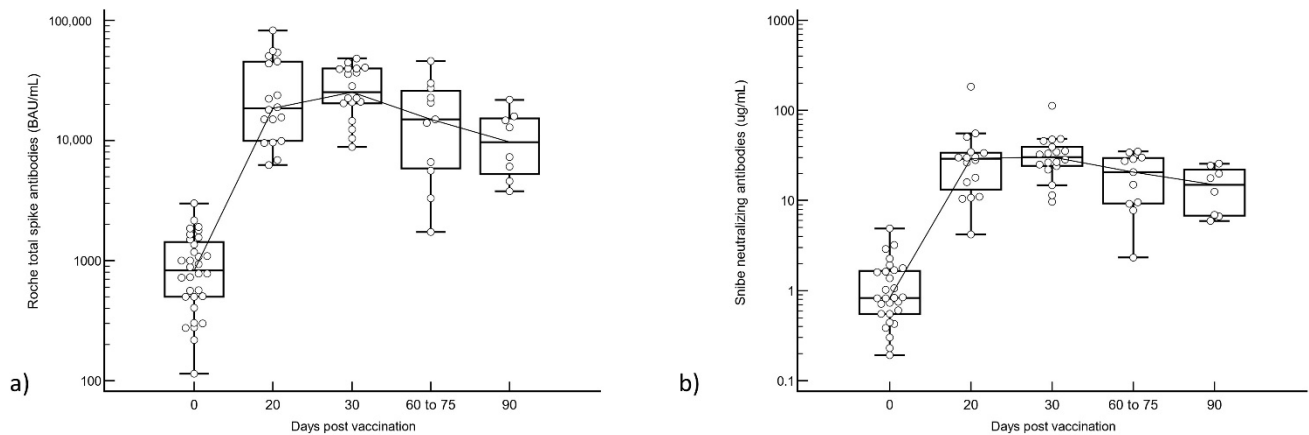 100,000
10,000
1000
100
Roche total spike antibodies (BAU/mL)
0 20 30 60 to 75 90
Days post vaccination
a)
1000
100
10
1
0.1
Snibe neutralizing antibodies (ug/mL)
0 20 30 60 to 75 90
Days post vaccination
b)